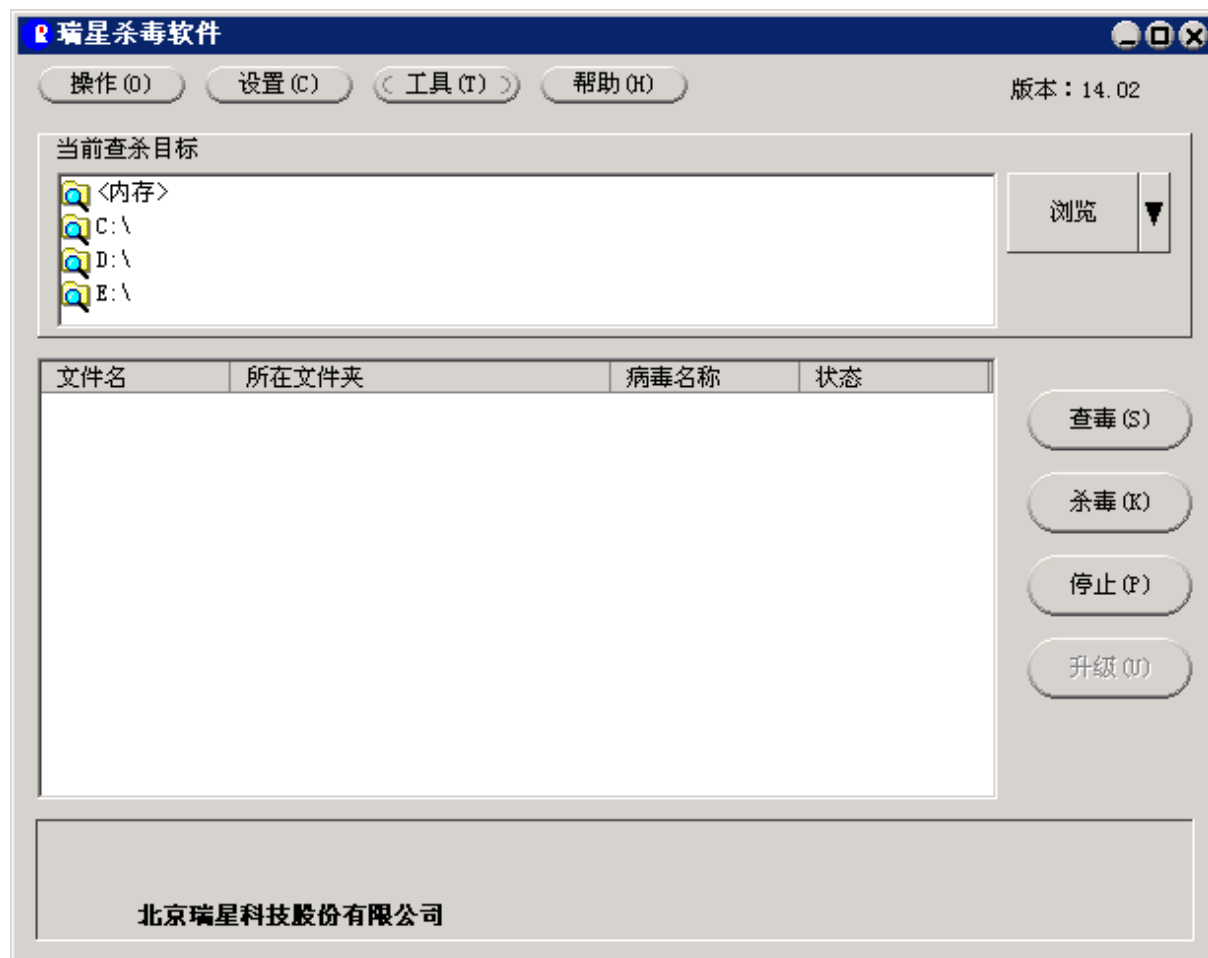 瑞星杀毒软件
操作(O) 设置(C) 工具(T) 帮助(H) 版本：14.02
当前查杀目标
<内存>
C:\
D:\
E:\
浏览
文件名 所在文件夹 病毒名称 状态
查毒(S)
杀毒(K)
停止(P)
升级(U)
北京瑞星科技股份有限公司